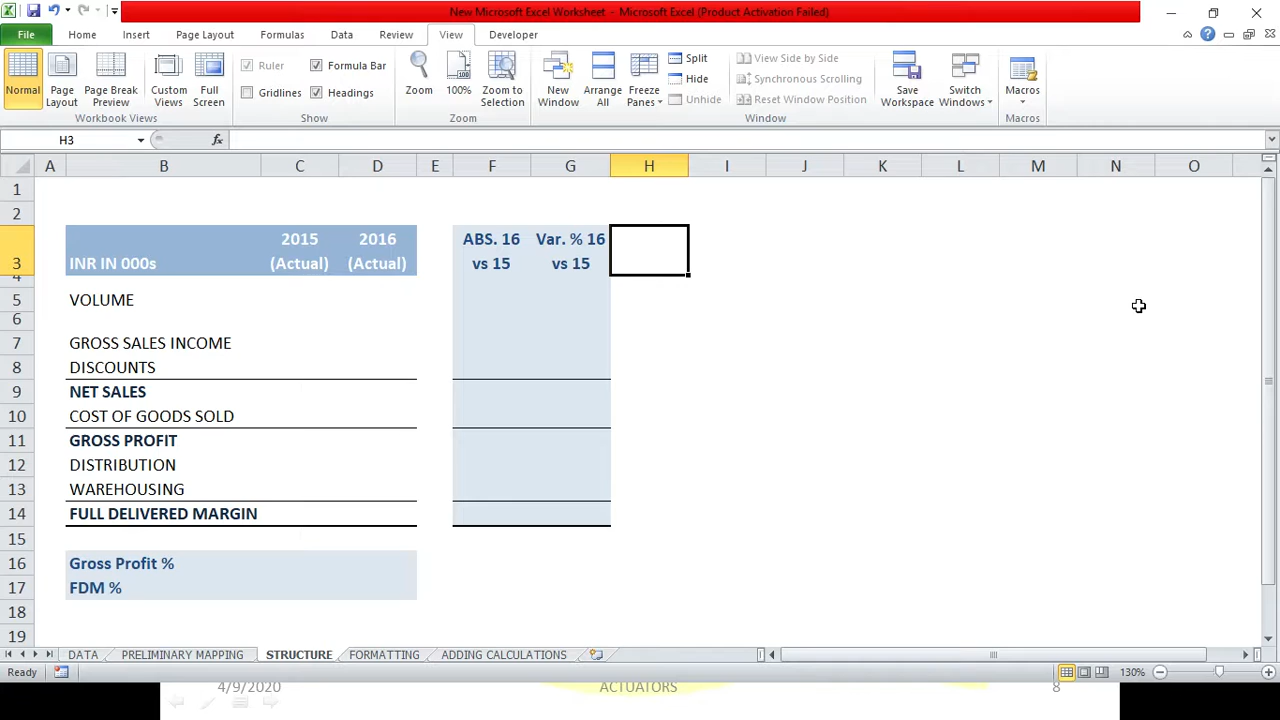 New Microsoft Excel Worksheet - Microsoft Excel (Product Activation Failed)
File Home Insert Page Layout Formulas Data Review View Developer
Normal
Page Layout
Page Break Preview
Custom Views
Full Screen
Workbook Views
Ruler
Formula Bar
Gridlines
Headings
Show
Zoom
100%
Zoom to Selection
Zoom
New Window
Arrange All
Freeze Panes
Split
Hide
Unhide
View Side by Side
Synchronous Scrolling
Reset Window Position
Window
Save Workspace
Switch Windows
Macros
Macros
H3 fx
A B C D E F G H I J K L M N O
1
2
3 INR IN 000s 2015 (Actual) 2016 (Actual) ABS. 16 vs 15 Var. % 16 vs 15
4
5 VOLUME
6
7 GROSS SALES INCOME
8 DISCOUNTS
9 NET SALES
10 COST OF GOODS SOLD
11 GROSS PROFIT
12 DISTRIBUTION
13 WAREHOUSING
14 FULL DELIVERED MARGIN
15
16 Gross Profit %
17 FDM %
18
19
DATA PRELIMINARY MAPPING STRUCTURE FORMATTING ADDING CALCULATIONS
Ready 130%
4/9/2020 ACTUATORS 8